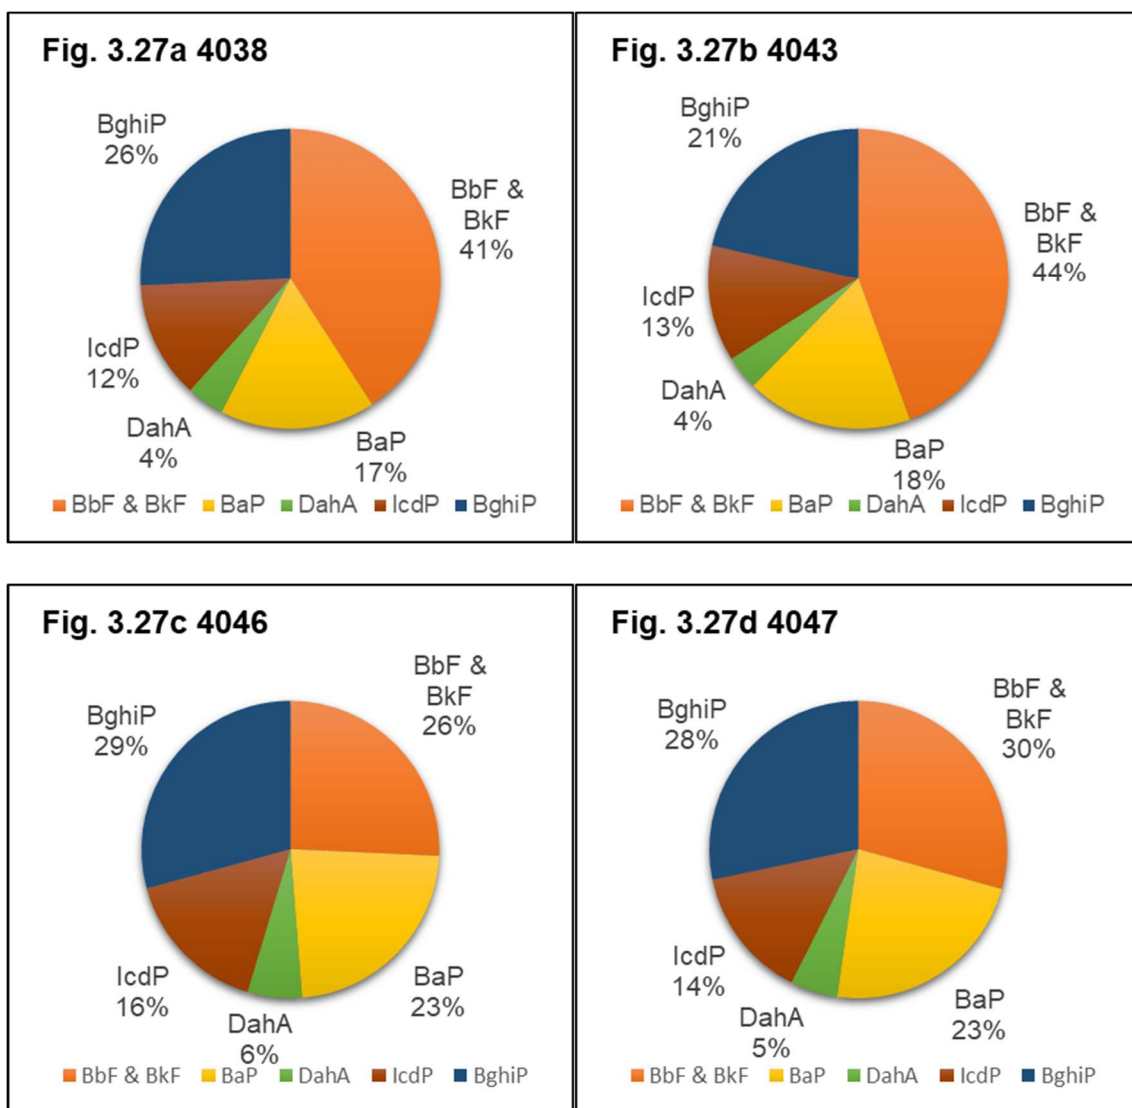 Fig. 3.27a 4038
BghiP
26%
BbF &
BkF
41%
IcdP
12%
DahA
4%
BaP
17%
BbF & BkF BaP DahA IcdP BghiP
Fig. 3.27b 4043
BghiP
21%
BbF &
BkF
44%
IcdP
13%
DahA
4%
BaP
18%
BbF & BkF BaP DahA IcdP BghiP
Fig. 3.27c 4046
BbF &
BkF
26%
BghiP
29%
IcdP
16%
BaP
23%
DahA
6%
BbF & BkF BaP DahA IcdP BghiP
Fig. 3.27d 4047
BghiP
28%
BbF &
BkF
30%
IcdP
14%
DahA
5%
BaP
23%
BbF & BkF BaP DahA IcdP BghiP